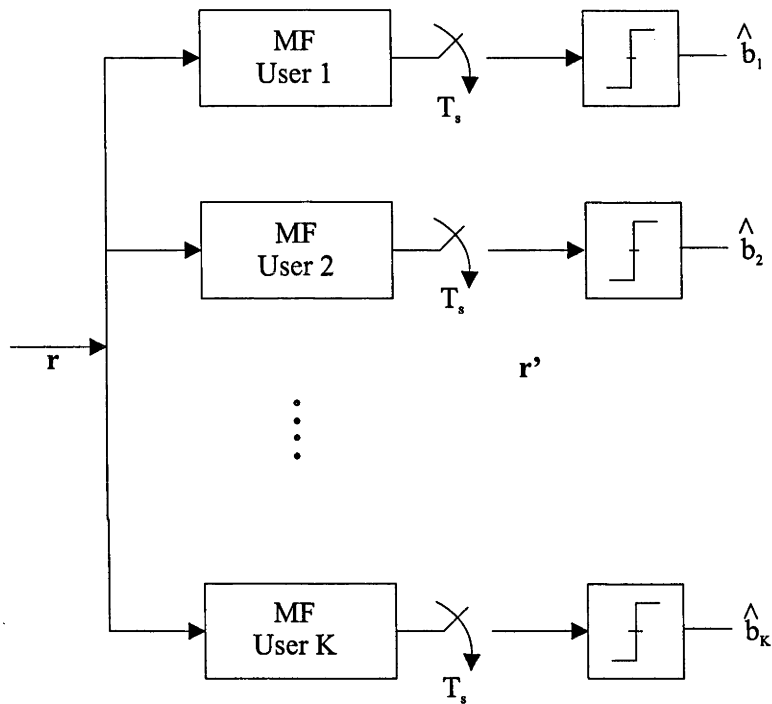 MF
User 1
T_s
b̂_1
MF
User 2
T_s
b̂_2
r
r’
MF
User K
T_s
b̂_K